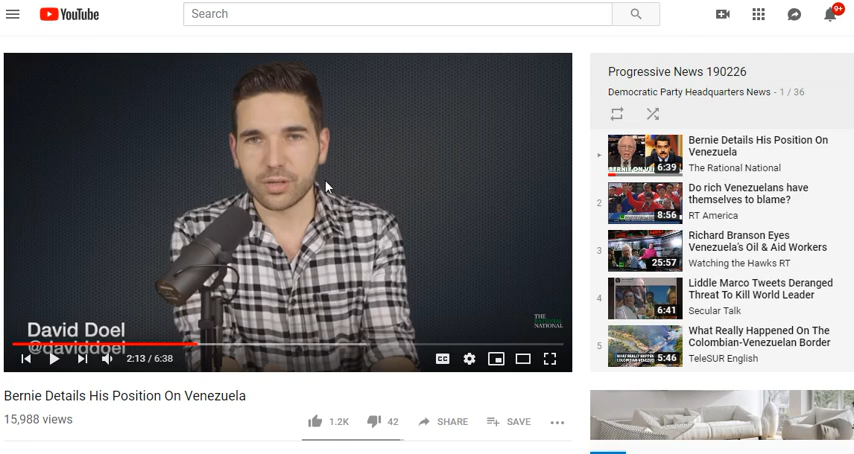 YouTube
Search
9+
David Doel
@daviddoel
THE
RATIONAL
NATIONAL
2:13 / 6:38
CC
Bernie Details His Position On Venezuela
15,988 views
1.2K
42
SHARE
SAVE
Progressive News 190226
Democratic Party Headquarters News - 1 / 36
6:39
Bernie Details His Position On
Venezuela
The Rational National
2
8:56
Do rich Venezuelans have
themselves to blame?
RT America
3
25:57
Richard Branson Eyes
Venezuela's Oil & Aid Workers
Watching the Hawks RT
4
6:41
Liddle Marco Tweets Deranged
Threat To Kill World Leader
Secular Talk
5
5:46
What Really Happened On The
Colombian-Venezuelan Border
TeleSUR English